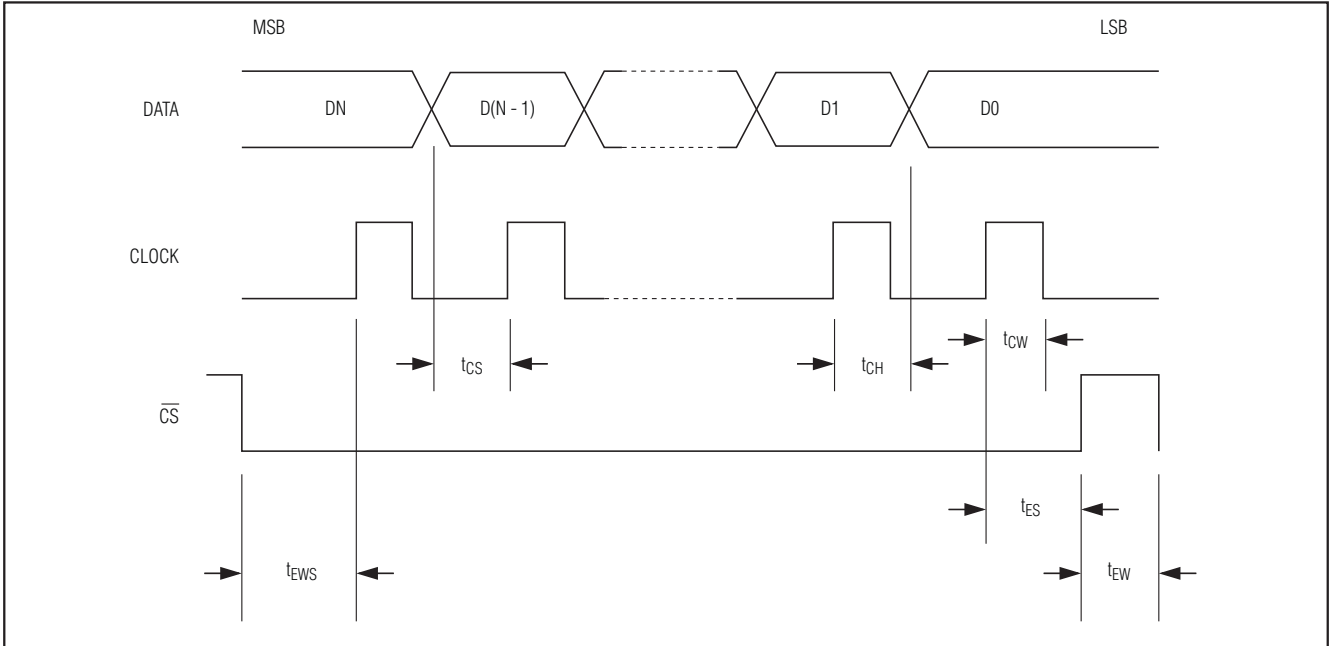 MSB LSB
DATA DN D(N - 1) D1 D0
CLOCK
tCW
tCS tCH
CS
tES
tEWS tEW